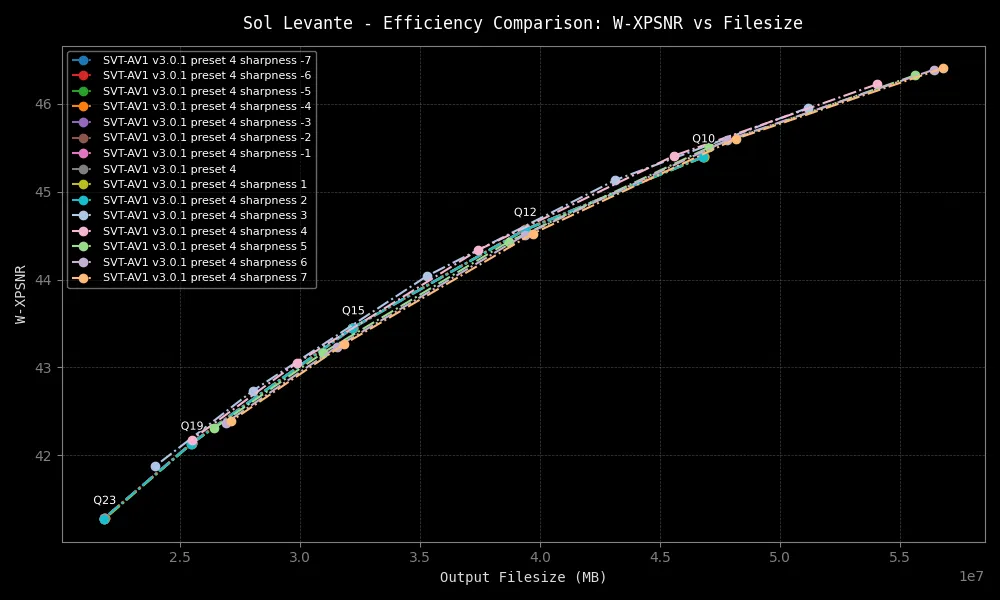 Sol Levante - Efficiency Comparison: W-XPSNR vs Filesize
SVT-AV1 v3.0.1 preset 4 sharpness -7
SVT-AV1 v3.0.1 preset 4 sharpness -6
SVT-AV1 v3.0.1 preset 4 sharpness -5
SVT-AV1 v3.0.1 preset 4 sharpness -4
SVT-AV1 v3.0.1 preset 4 sharpness -3
SVT-AV1 v3.0.1 preset 4 sharpness -2
SVT-AV1 v3.0.1 preset 4 sharpness -1
SVT-AV1 v3.0.1 preset 4
SVT-AV1 v3.0.1 preset 4 sharpness 1
SVT-AV1 v3.0.1 preset 4 sharpness 2
SVT-AV1 v3.0.1 preset 4 sharpness 3
SVT-AV1 v3.0.1 preset 4 sharpness 4
SVT-AV1 v3.0.1 preset 4 sharpness 5
SVT-AV1 v3.0.1 preset 4 sharpness 6
SVT-AV1 v3.0.1 preset 4 sharpness 7
W-XPSNR
46
45
44
43
42
Q10
Q12
Q15
Q19
Q23
2.5
3.0
3.5
4.0
4.5
5.0
5.5
1e7
Output Filesize (MB)